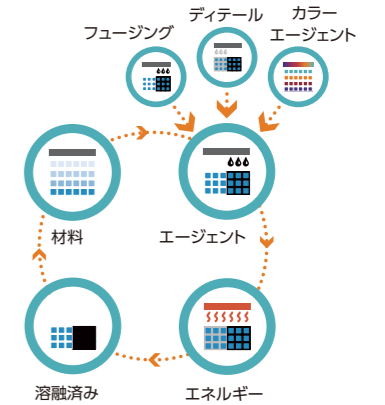 フュージング
ディテール
カラー
エージェント
材料
エージェント
溶融済み
エネルギー